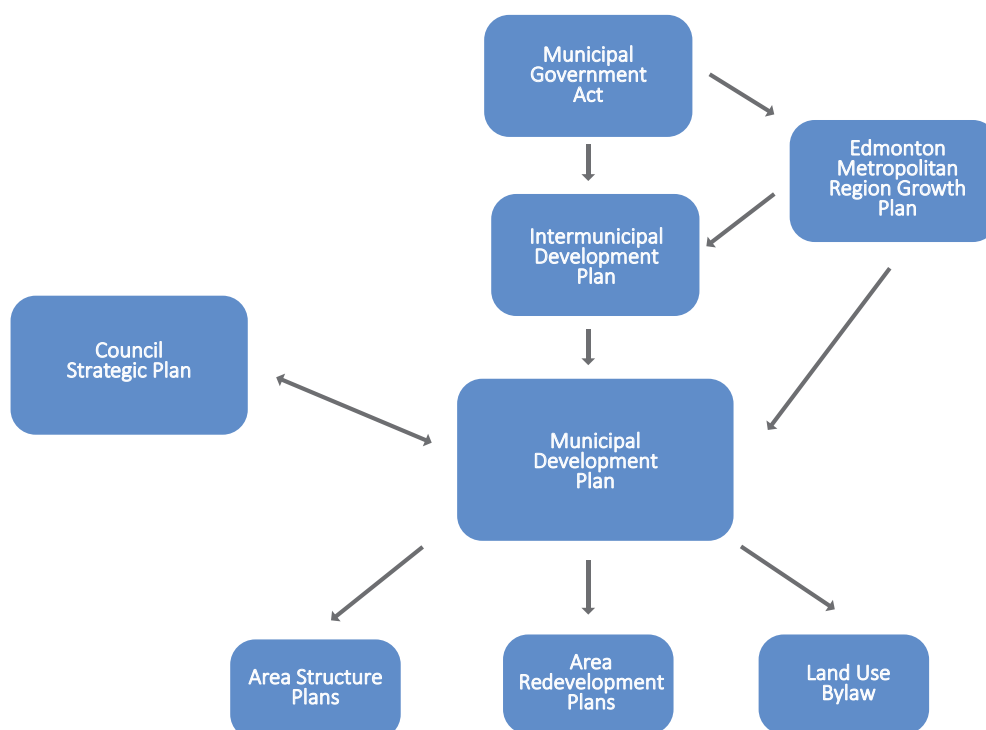 Municipal
Government
Act
Edmonton
Metropolitan
Region Growth
Plan
Intermunicipal
Development
Plan
Council
Strategic Plan
Municipal
Development
Plan
Area Structure
Plans
Area
Redevelopment
Plans
Land Use
Bylaw